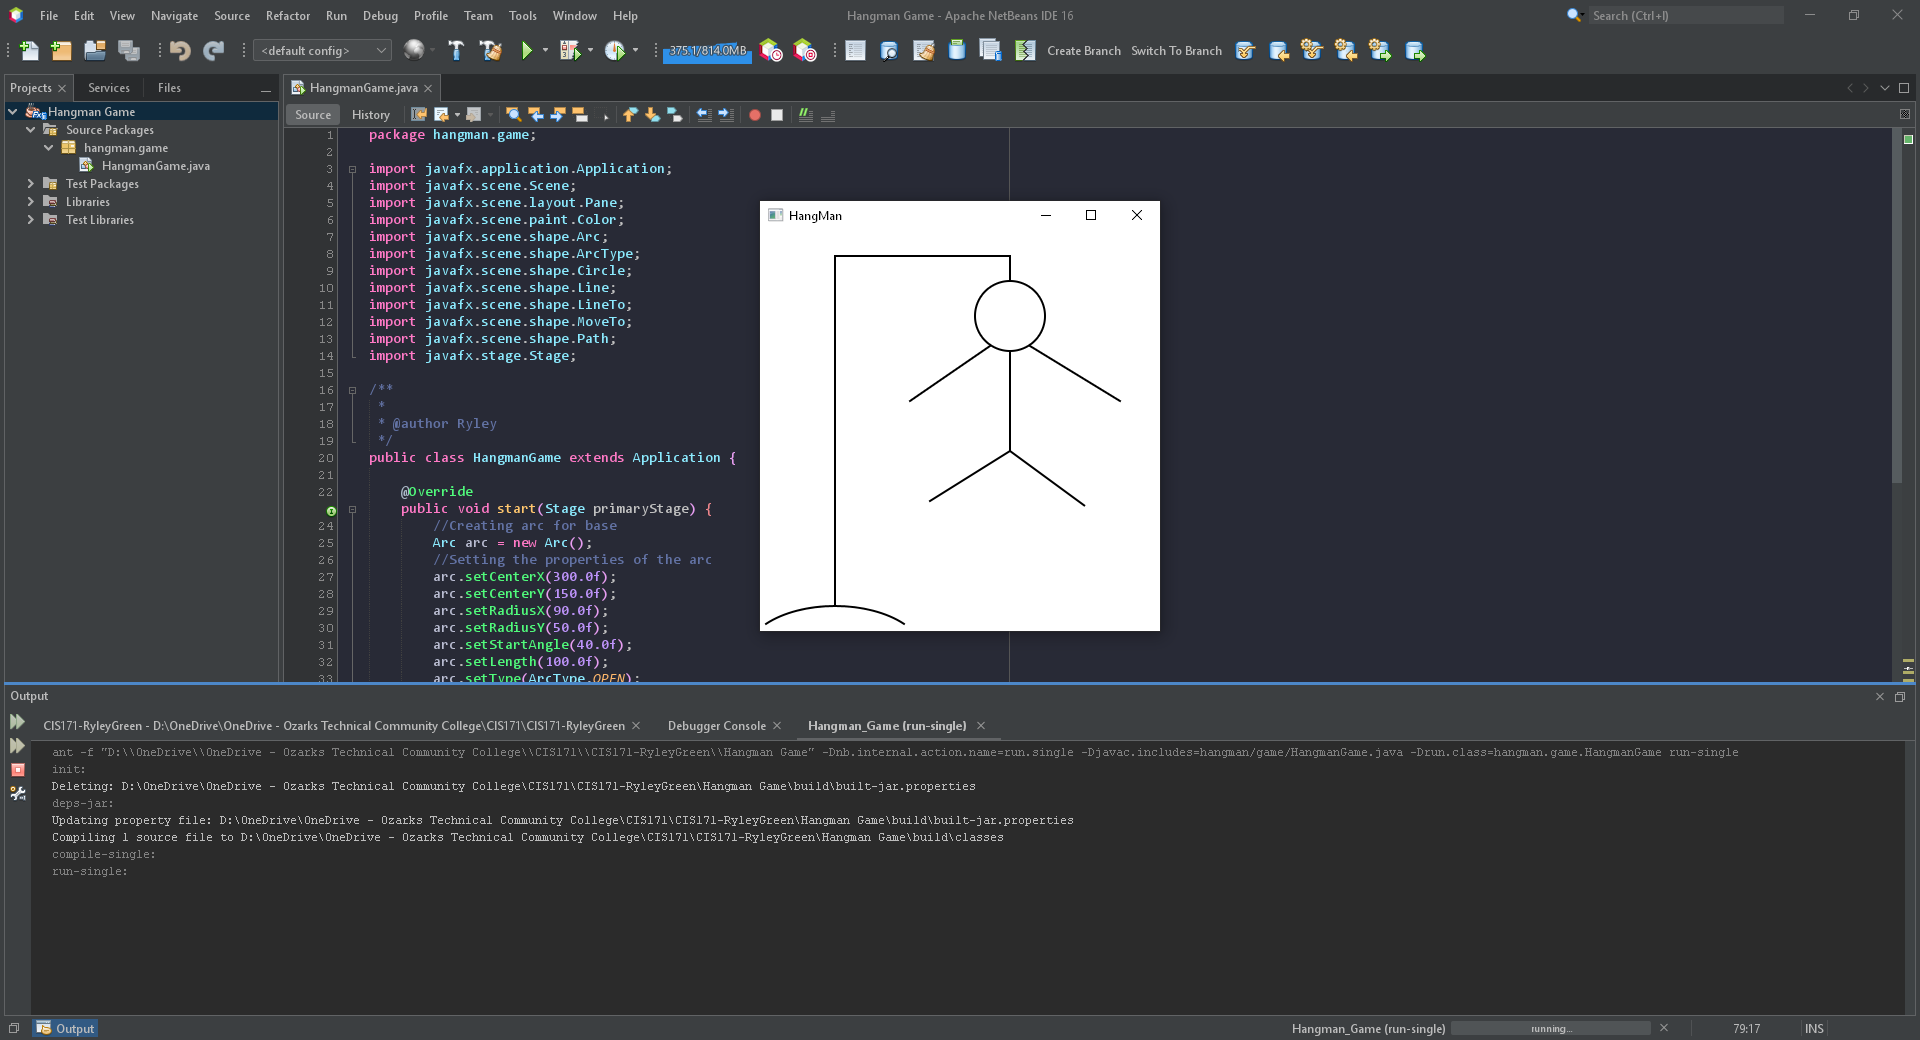 File Edit View Navigate Source Refactor Run Debug Profile Team Tools Window Help Hangman Game - Apache NetBeans IDE 16 Search (Ctrl+I)
<default config> 375.1/814.0MB Create Branch Switch To Branch
Projects Services Files HangmanGame.java
Hangman Game Source History
Source Packages
hangman.game
HangmanGame.java
Test Packages
Libraries
Test Libraries
1 package hangman.game;
2
3 import javafx.application.Application;
4 import javafx.scene.Scene;
5 import javafx.scene.layout.Pane;
6 import javafx.scene.paint.Color;
7 import javafx.scene.shape.Arc;
8 import javafx.scene.shape.ArcType;
9 import javafx.scene.shape.Circle;
10 import javafx.scene.shape.Line;
11 import javafx.scene.shape.LineTo;
12 import javafx.scene.shape.MoveTo;
13 import javafx.scene.shape.Path;
14 import javafx.stage.Stage;
15
16 /**
17 *
18 * @author Ryley
19 */
20 public class HangmanGame extends Application {
21
22 @Override
public void start(Stage primaryStage) {
24 //Creating arc for base
25 Arc arc = new Arc();
26 //Setting the properties of the arc
27 arc.setCenterX(300.0f);
28 arc.setCenterY(150.0f);
29 arc.setRadiusX(90.0f);
30 arc.setRadiusY(50.0f);
31 arc.setStartAngle(40.0f);
32 arc.setLength(100.0f);
33 arc.setType(ArcType.OPEN);
HangMan
Output
CIS171-RyleyGreen - D:\OneDrive\OneDrive - Ozarks Technical Community College\CIS171\CIS171-RyleyGreen Debugger Console Hangman_Game (run-single)
ant -f "D:\\OneDrive\\OneDrive - Ozarks Technical Community College\\CIS171\\CIS171-RyleyGreen\\Hangman Game" -Dnb.internal.action.name=run.single -Djavac.includes=hangman/game/HangmanGame.java -Drun.class=hangman.game.HangmanGame run-single
init:
Deleting: D:\OneDrive\OneDrive - Ozarks Technical Community College\CIS171\CIS171-RyleyGreen\Hangman Game\build\built-jar.properties
deps-jar:
Updating property file: D:\OneDrive\OneDrive - Ozarks Technical Community College\CIS171\CIS171-RyleyGreen\Hangman Game\build\built-jar.properties
Compiling 1 source file to D:\OneDrive\OneDrive - Ozarks Technical Community College\CIS171\CIS171-RyleyGreen\Hangman Game\build\classes
compile-single:
run-single:
Output Hangman_Game (run-single) running... 79:17 INS